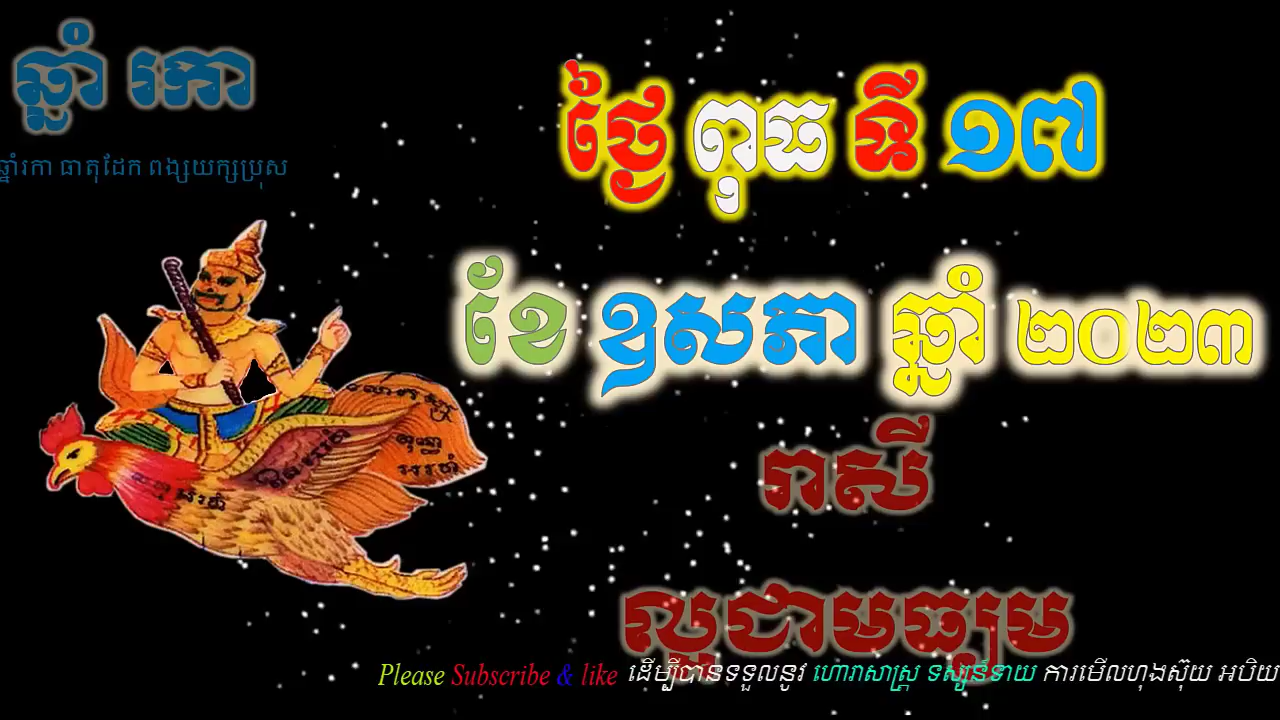 ឆ្នាំ រកា
ឆ្នាំរកា ធាតុដែក ពង្សយក្សប្រុស
ថ្ងៃ ពុធ ទី ១៧
ខែ ឧសភា ឆ្នាំ ២០២៣
រាសី
ល្អជាមធ្យម
Please Subscribe & like ដើម្បីបានទទួលនូវ ហោរាសាស្ត្រ ទស្សន៍ទាយ ការមើលហុងស៊ុយ អបិយ